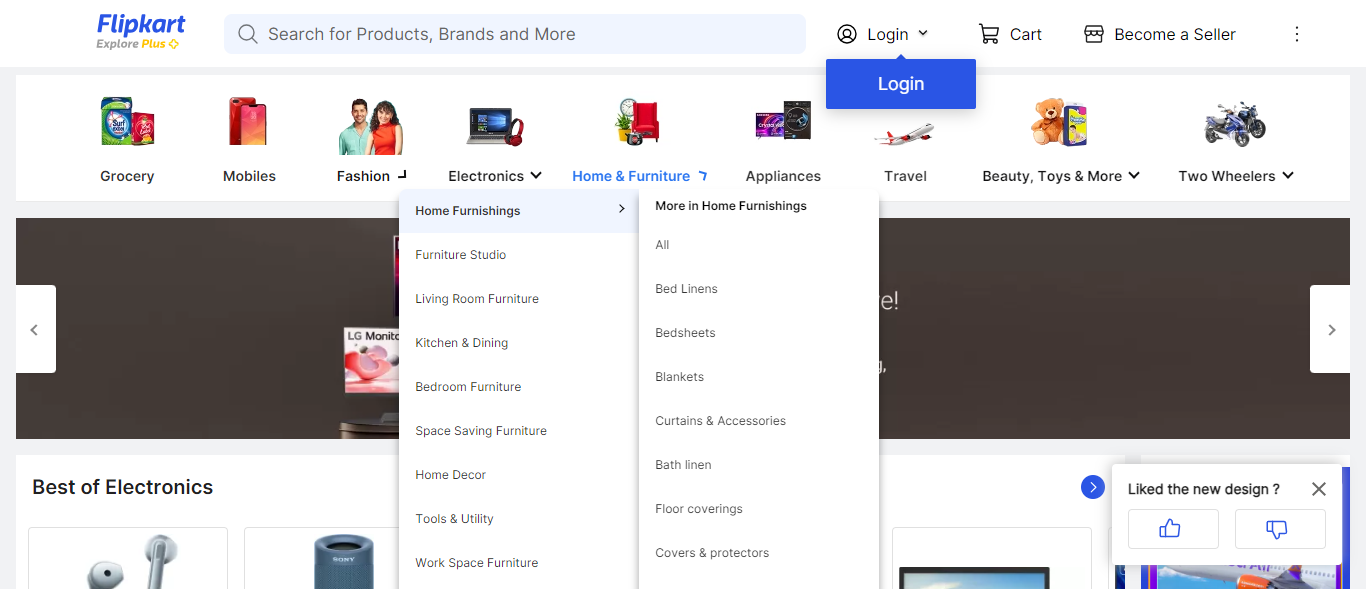 Flipkart
Explore Plus
Search for Products, Brands and More
Login
Cart
Become a Seller
Login
Grocery
Mobiles
Fashion
Electronics
Home & Furniture
Appliances
Travel
Beauty, Toys & More
Two Wheelers
Home Furnishings
Furniture Studio
Living Room Furniture
Kitchen & Dining
Bedroom Furniture
Space Saving Furniture
Home Decor
Tools & Utility
Work Space Furniture
More in Home Furnishings
All
Bed Linens
Bedsheets
Blankets
Curtains & Accessories
Bath linen
Floor coverings
Covers & protectors
LG
Best of Electronics
SONY
Liked the new design ?